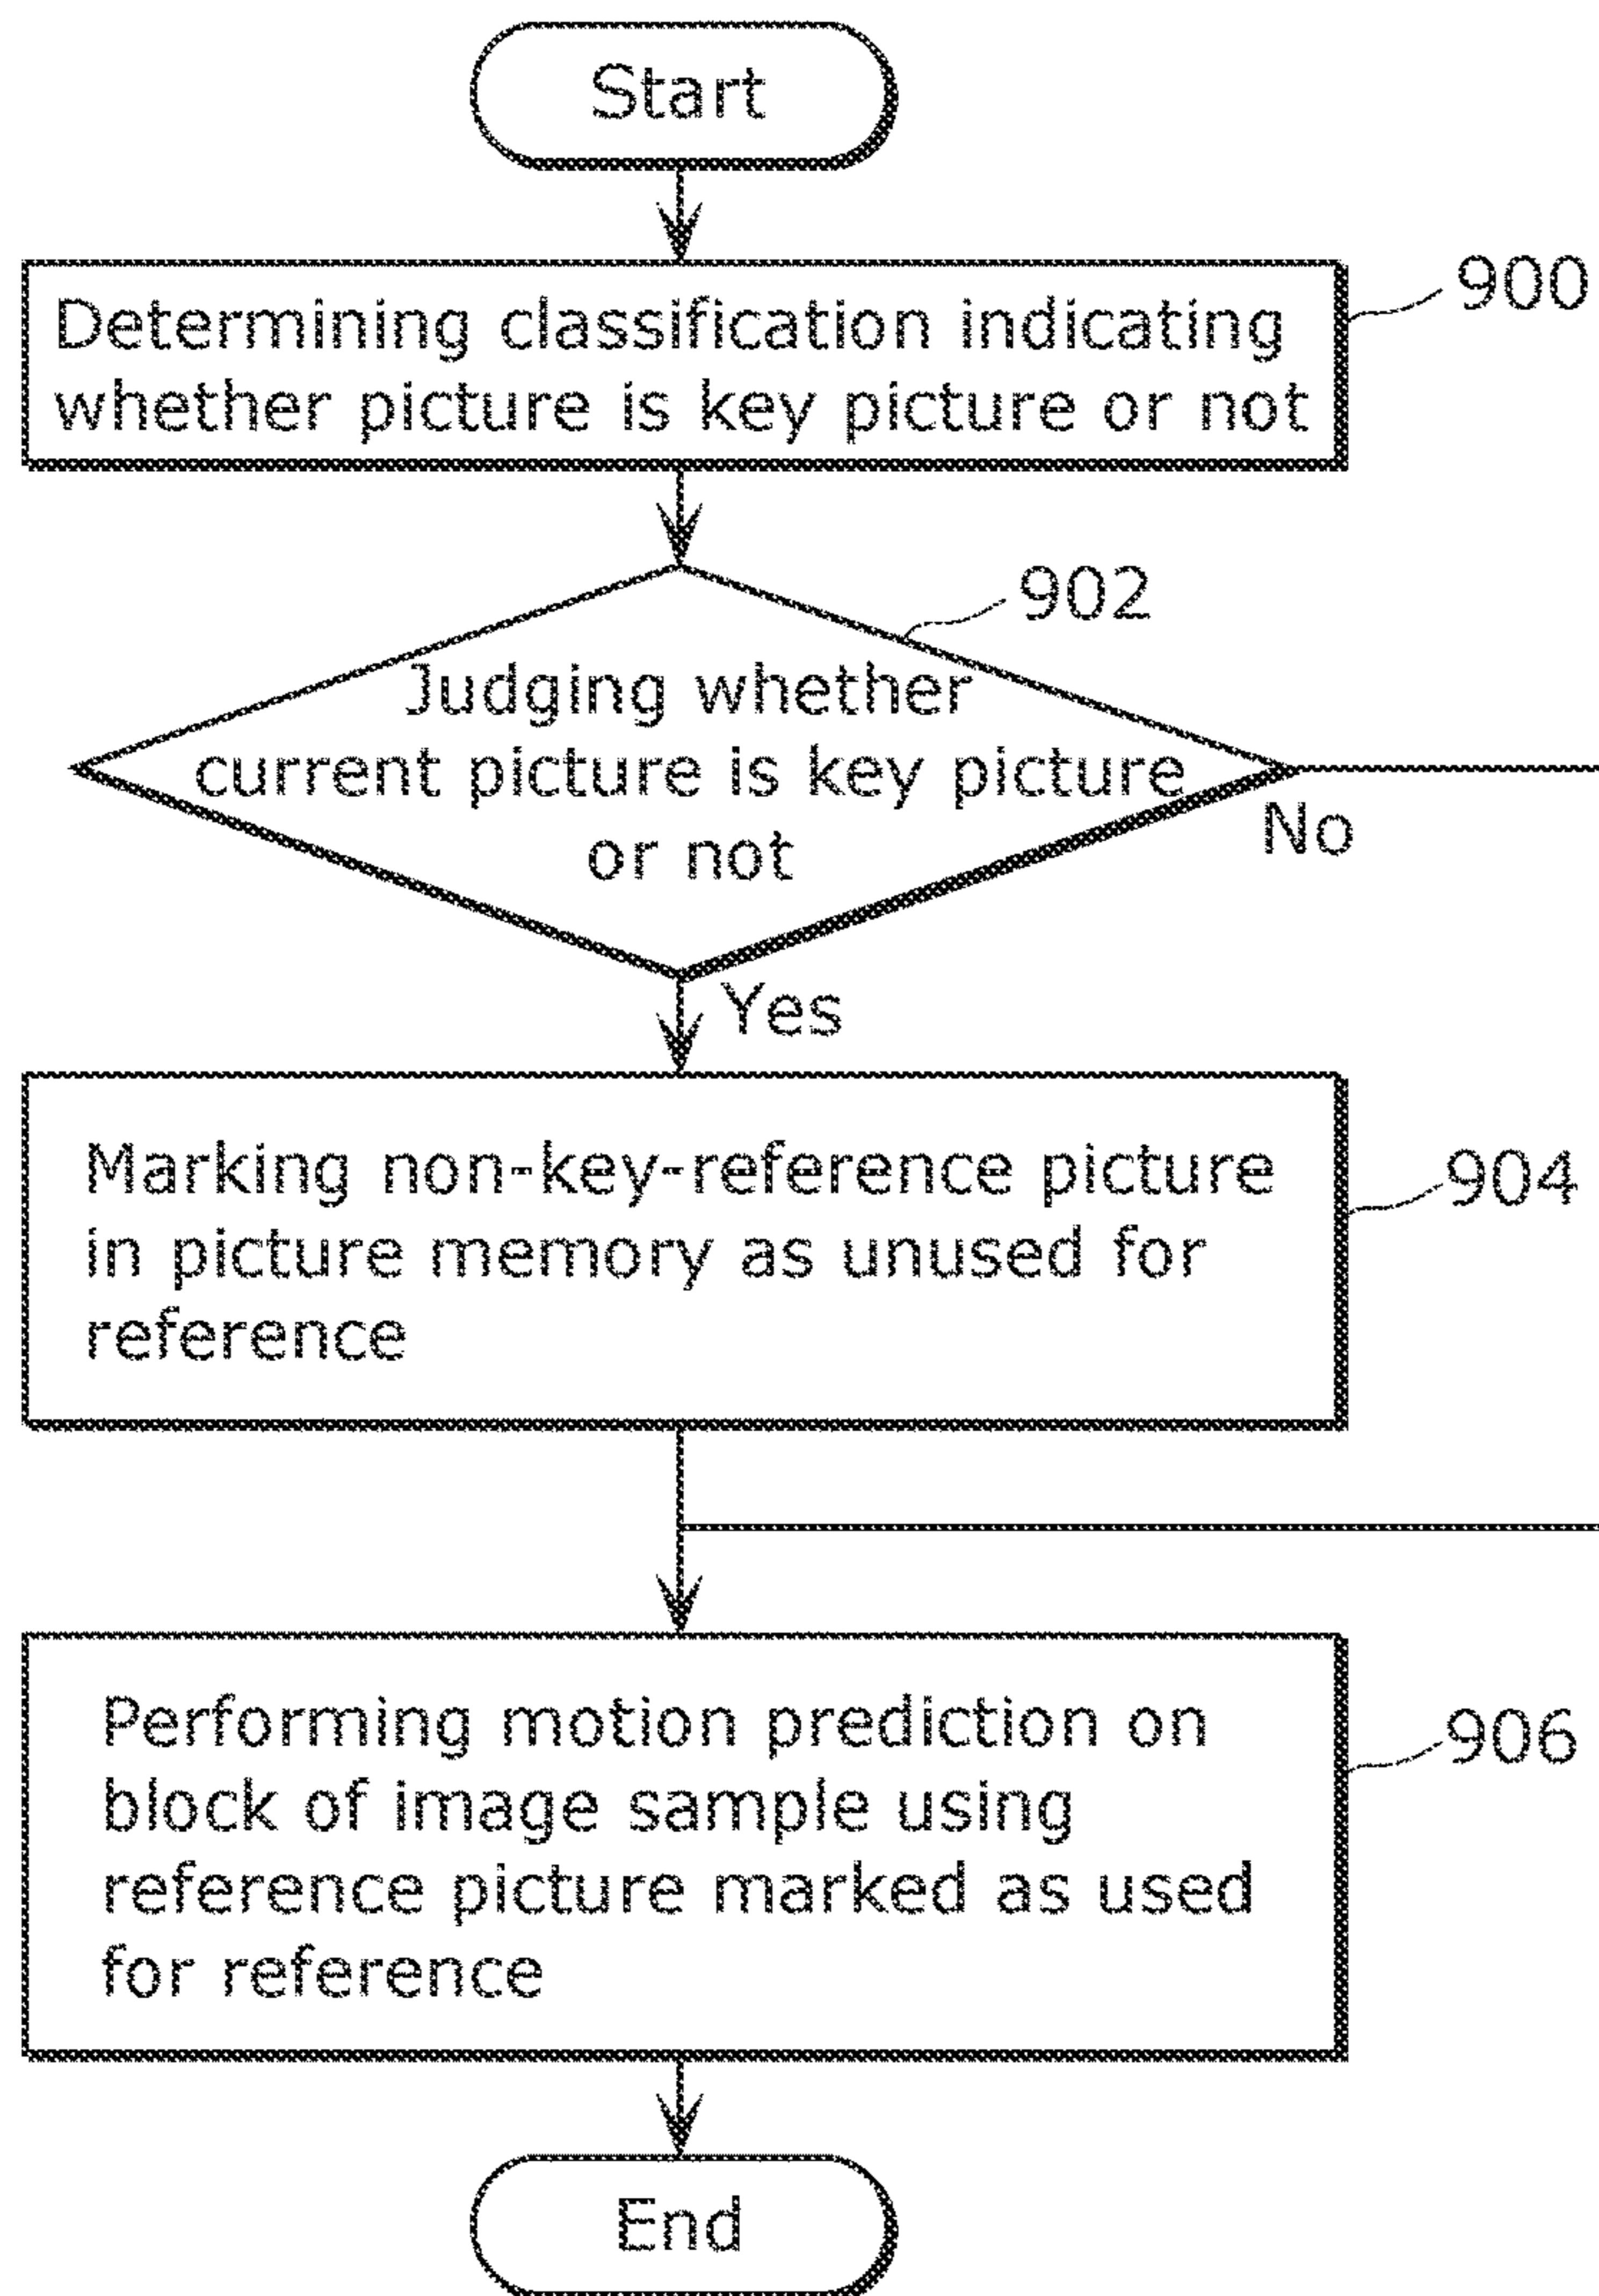 Start
900
Determining classification indicating
whether picture is key picture or not
902
Judging whether
current picture is key picture
or not
No
Yes
Marking non-key-reference picture
in picture memory as unused for
reference
904
Performing motion prediction on
block of image sample using
reference picture marked as used
for reference
906
End